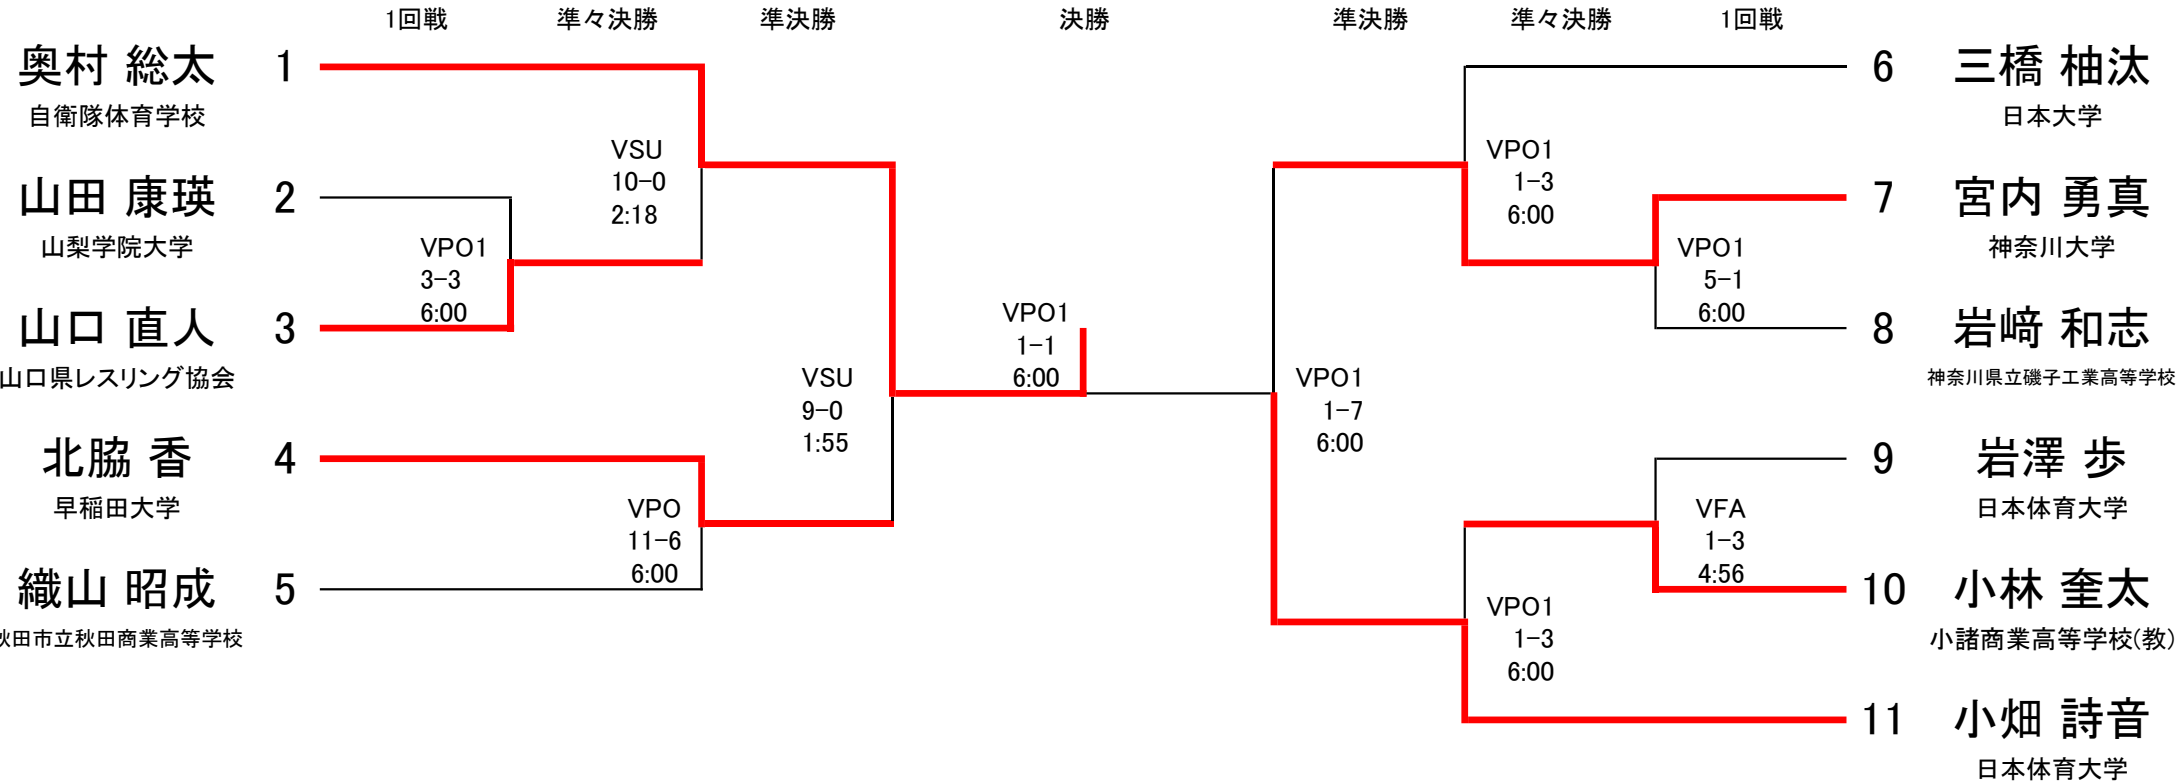 1回戦 準々決勝 準決勝 決勝 準決勝 準々決勝 1回戦
奥村 総太 1
自衛隊体育学校
山田 康瑛 2
山梨学院大学
山口 直人 3
山口県レスリング協会
北脇 香 4
早稲田大学
織山 昭成 5
秋田市立秋田商業高等学校
VPO1
3-3
6:00
VSU
10-0
2:18
VPO
11-6
6:00
VSU
9-0
1:55
VPO1
1-1
6:00
VPO1
1-7
6:00
VPO1
1-3
6:00
VPO1
1-3
6:00
VPO1
5-1
6:00
VFA
1-3
4:56
6 三橋 柚汰
日本大学
7 宮内 勇真
神奈川大学
8 岩﨑 和志
神奈川県立磯子工業高等学校
9 岩澤 歩
日本体育大学
10 小林 奎太
小諸商業高等学校(教)
11 小畑 詩音
日本体育大学